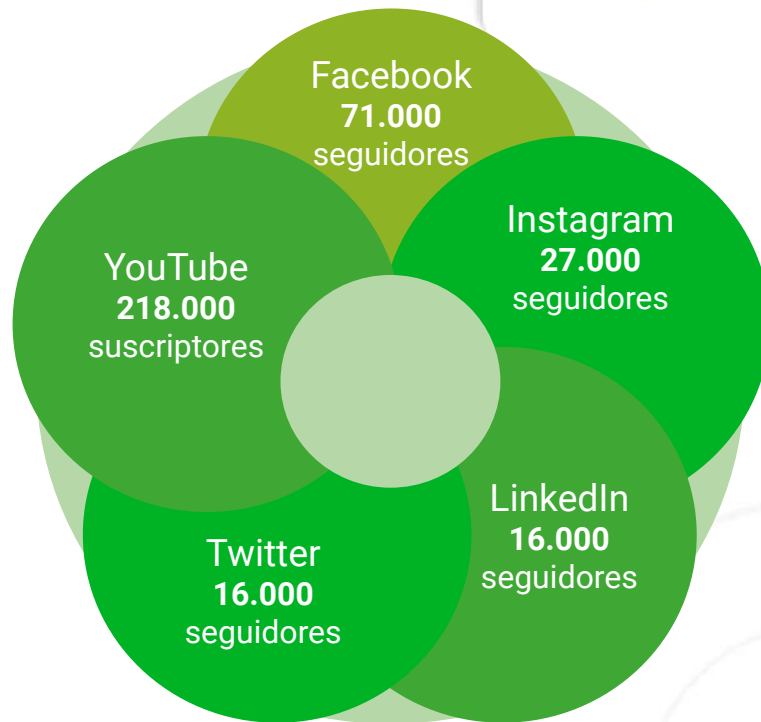 Facebook
71.000
seguidores
Instagram
27.000
seguidores
YouTube
218.000
suscriptores
LinkedIn
16.000
seguidores
Twitter
16.000
seguidores